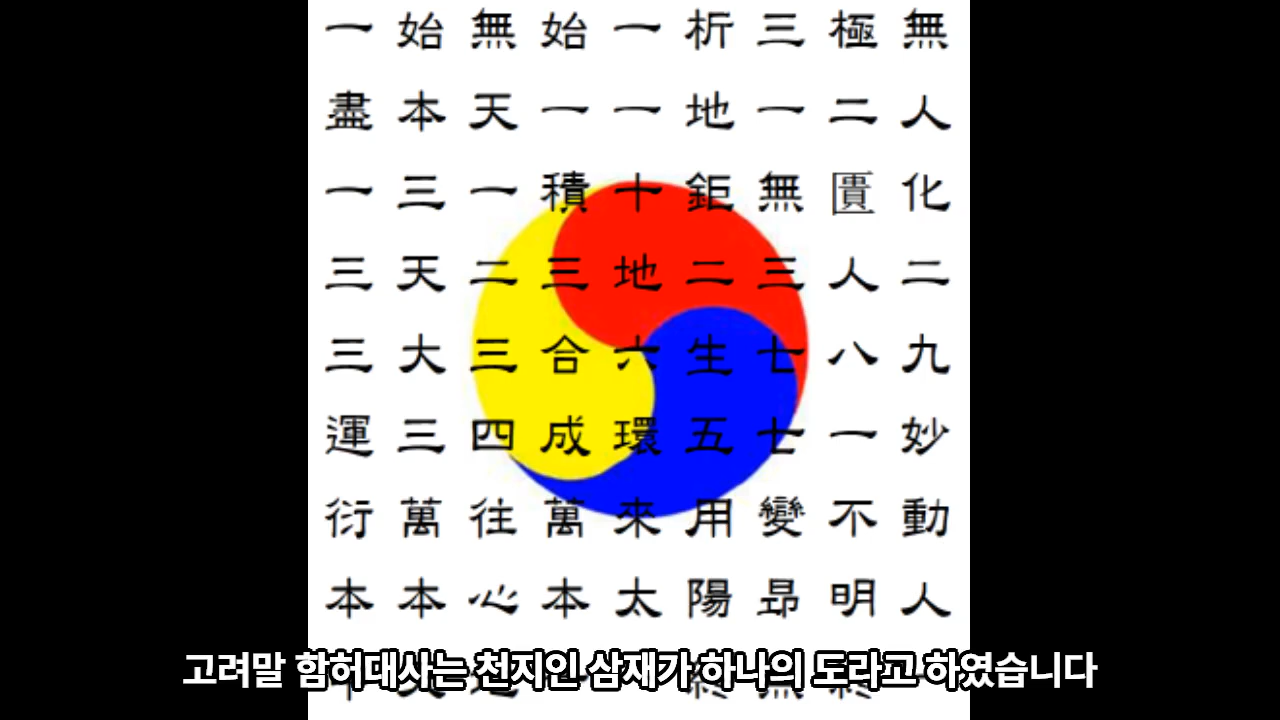 一 始 無 始 一 析 三 極 無
盡 本 天 一 一 地 一 二 人
一 三 一 積 十 鉅 無 匱 化
三 天 二 三 地 二 三 人 二
三 大 三 合 六 生 七 八 九
運 三 四 成 環 五 七 一 妙
衍 萬 往 萬 來 用 變 不 動
本 本 心 本 太 陽 昻 明 人
고려말 함허대사는 천지인 삼재가 하나의 도라고 하였습니다